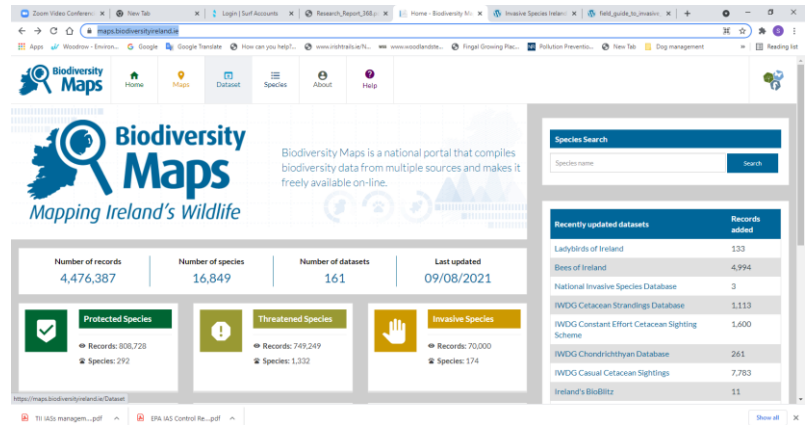 Zoom Video Conferenc
New Tab
Login | Surf Accounts
Research_Report_368.p
Home - Biodiversity Ma
Invasive Species Ireland
field_guide_to_invasive
maps.biodiversityireland.ie
Apps
Woodrow - Environ...
Google
Google Translate
How can you help?...
www.irishtrails.ie/N...
www.woodlandste...
Fingal Growing Plac...
Pollution Preventio...
New Tab
Dog management
Reading list
Biodiversity
Maps
Home
Maps
Dataset
Species
About
Help
Biodiversity
Maps
Mapping Ireland's Wildlife
Biodiversity Maps is a national portal that compiles
biodiversity data from multiple sources and makes it
freely available on-line.
Number of records
4,476,387
Number of species
16,849
Number of datasets
161
Last updated
09/08/2021
Protected Species
Records: 808,728
Species: 292
Threatened Species
Records: 749,249
Species: 1,332
Invasive Species
Records: 70,000
Species: 174
Species Search
Species name
Search
Recently updated datasets
Records
added
Ladybirds of Ireland 133
Bees of Ireland 4,994
National Invasive Species Database 3
IWDG Cetacean Strandings Database 1,113
IWDG Constant Effort Cetacean Sighting 1,600
Scheme
IWDG Chondrichthyan Database 261
IWDG Casual Cetacean Sightings 7,783
Ireland's BioBlitz 11
https://maps.biodiversityireland.ie/Dataset
TII IASs managem....pdf
EPA IAS Control Re...pdf
Show all